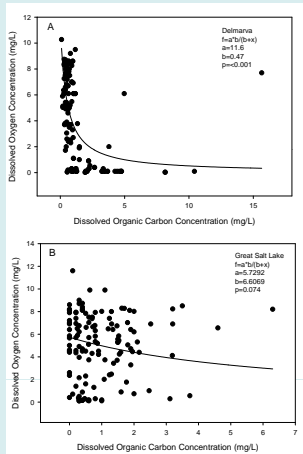 A
Delmarva
f=a*b/(b+x)
a=11.6
b=0.47
p=<0.001
Dissolved Oxygen Concentration (mg/L)
12
10
8
6
4
2
0
0 5 10 15
Dissolved Organic Carbon Concentration (mg/L)
B
Great Salt Lake
f=a*b/(b+x)
a=5.7292
b=6.6069
p=0.074
Dissolved Oxygen Concentration (mg/L)
14
12
10
8
6
4
2
0
0 1 2 3 4 5 6 7
Dissolved Organic Carbon Concentration (mg/L)